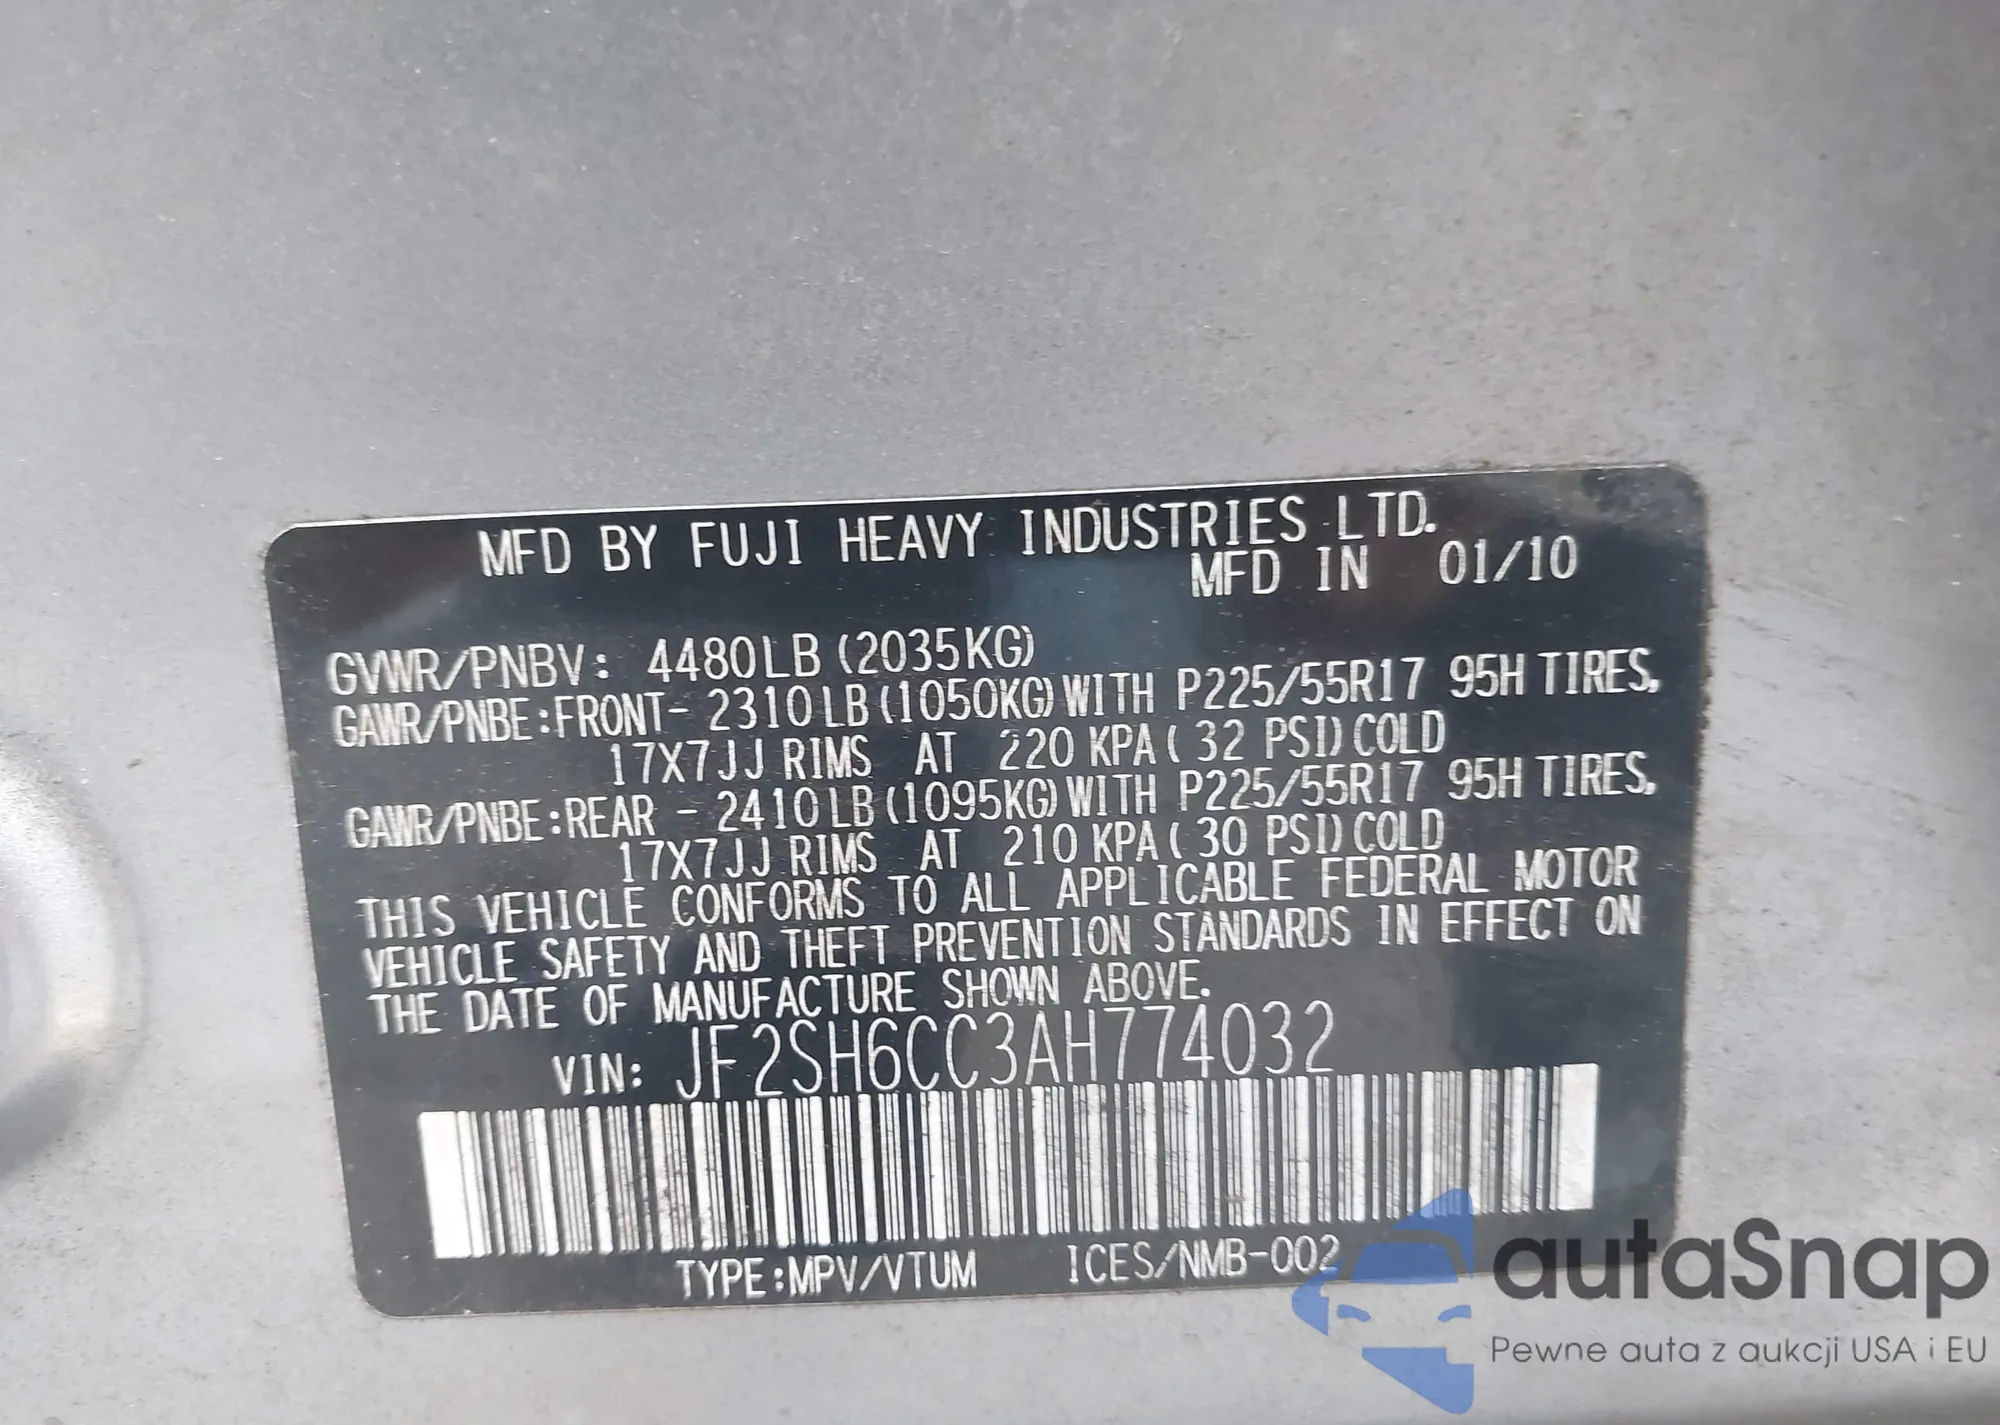 MFD BY FUJI HEAVY INDUSTRIES LTD.
MFD IN 01/10
GVWR/PNBV: 4480LB (2035KG)
GAWR/PNBE:FRONT- 2310LB(1050KG)WITH P225/55R17 95H TIRES,
17X7JJ RIMS AT 220 KPA( 32 PSI)COLD
GAWR/PNBE:REAR - 2410LB(1095KG)WITH P225/55R17 95H TIRES,
17X7JJ RIMS AT 210 KPA( 30 PSI)COLD
THIS VEHICLE CONFORMS TO ALL APPLICABLE FEDERAL MOTOR
VEHICLE SAFETY AND THEFT PREVENTION STANDARDS IN EFFECT ON
THE DATE OF MANUFACTURE SHOWN ABOVE.
VIN: JF2SH6CC3AH774032
TYPE:MPV/VTUM ICES/NMB-002
autaSnap
Pewne auta z aukcji USA i EU